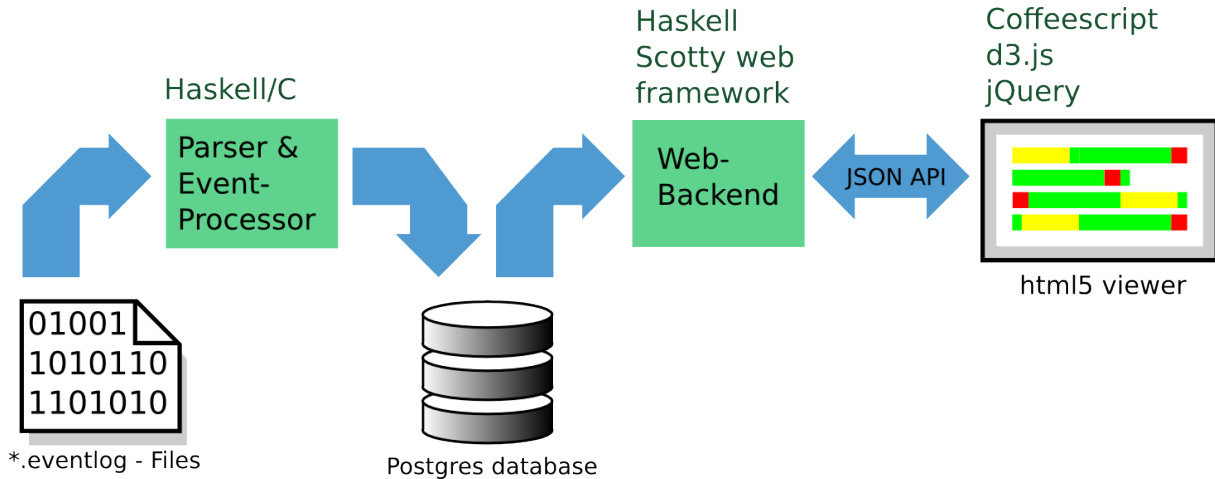 Haskell/C
Parser &
Event-
Processor
01001
1010110
1101010
*.eventlog - Files
Postgres database
Haskell
Scotty web
framework
Web-
Backend
JSON API
Coffeescript
d3.js
jQuery
html5 viewer